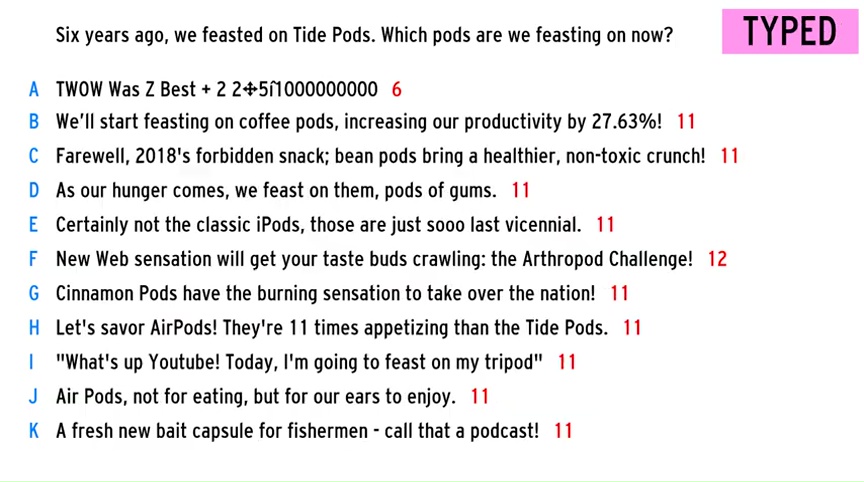 Six years ago, we feasted on Tide Pods. Which pods are we feasting on now?
TYPED
A TWOW Was Z Best + 2 2✣5ſ1000000000 6
B We'll start feasting on coffee pods, increasing our productivity by 27.63%! 11
C Farewell, 2018's forbidden snack; bean pods bring a healthier, non-toxic crunch! 11
D As our hunger comes, we feast on them, pods of gums. 11
E Certainly not the classic iPods, those are just sooo last vicennial. 11
F New Web sensation will get your taste buds crawling: the Arthropod Challenge! 12
G Cinnamon Pods have the burning sensation to take over the nation! 11
H Let's savor AirPods! They're 11 times appetizing than the Tide Pods. 11
I "What's up Youtube! Today, I'm going to feast on my tripod" 11
J Air Pods, not for eating, but for our ears to enjoy. 11
K A fresh new bait capsule for fishermen - call that a podcast! 11